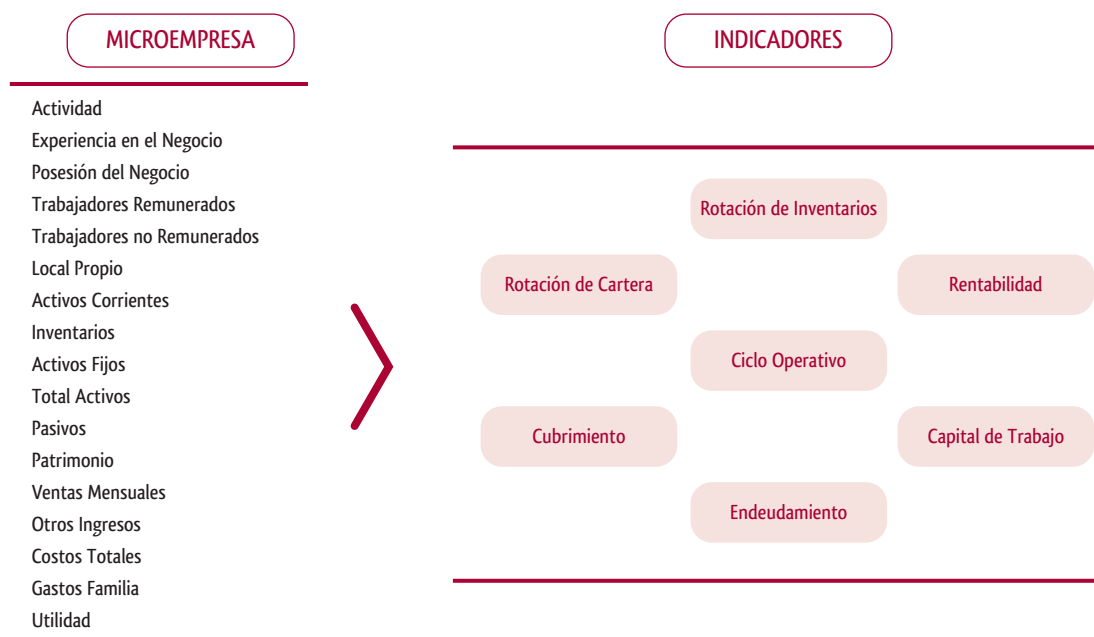 MICROEMPRESA
Actividad
Experiencia en el Negocio
Posesión del Negocio
Trabajadores Remunerados
Trabajadores no Remunerados
Local Propio
Activos Corrientes
Inventarios
Activos Fijos
Total Activos
Pasivos
Patrimonio
Ventas Mensuales
Otros Ingresos
Costos Totales
Gastos Familia
Utilidad
INDICADORES
Rotación de Inventarios
Rotación de Cartera
Rentabilidad
Ciclo Operativo
Cubrimiento
Capital de Trabajo
Endeudamiento